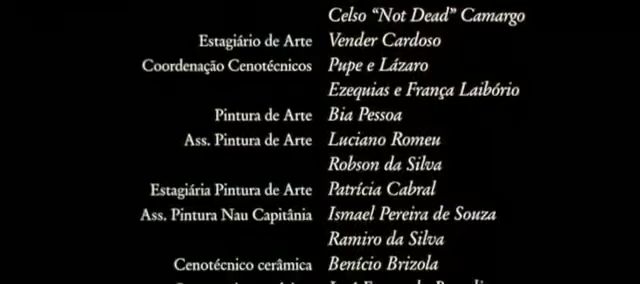 Celso “Not Dead” Camargo
Estagiário de Arte Vender Cardoso
Coordenação Cenotécnicos Pupe e Lázaro
Ezequias e França Laibório
Pintura de Arte Bia Pessoa
Ass. Pintura de Arte Luciano Romeu
Robson da Silva
Estagiária Pintura de Arte Patrícia Cabral
Ass. Pintura Nau Capitânia Ismael Pereira de Souza
Ramiro da Silva
Cenotécnico cerâmica Benício Brizola